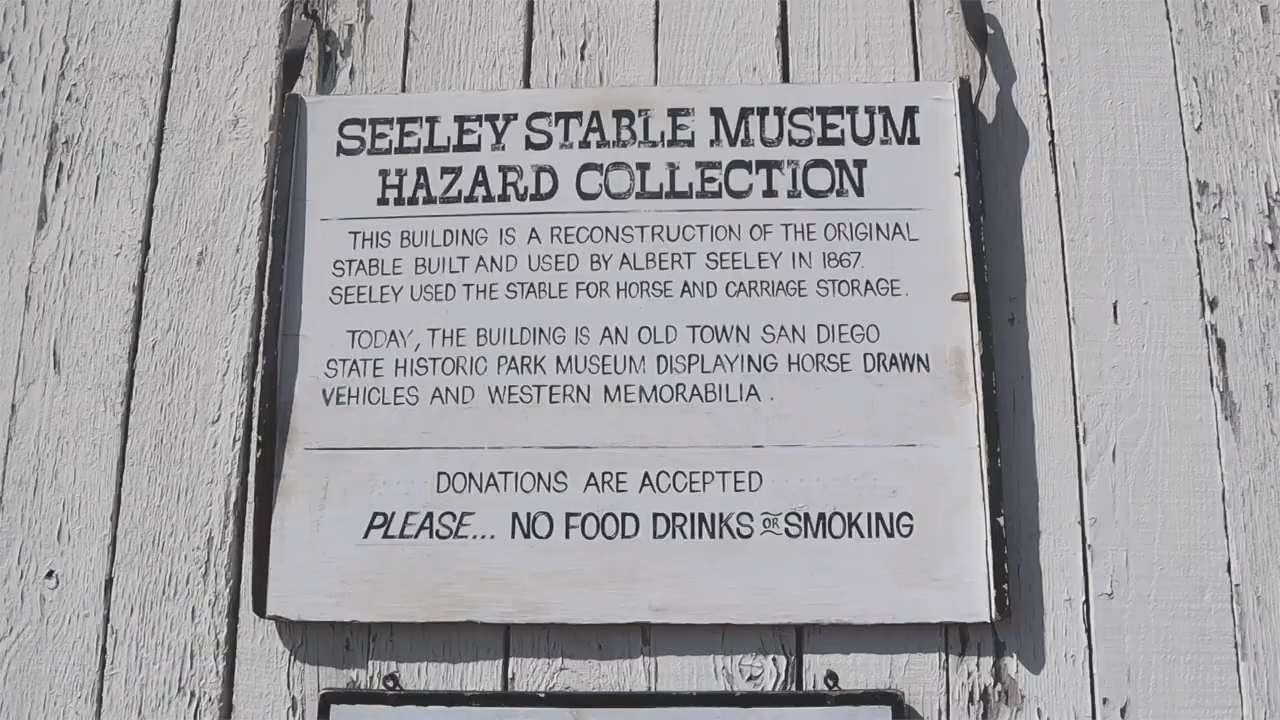 SEELEY STABLE MUSEUM
HAZARD COLLECTION
THIS BUILDING IS A RECONSTRUCTION OF THE ORIGINAL
STABLE BUILT AND USED BY ALBERT SEELEY IN 1867.
SEELEY USED THE STABLE FOR HORSE AND CARRIAGE STORAGE.
TODAY, THE BUILDING IS AN OLD TOWN SAN DIEGO
STATE HISTORIC PARK MUSEUM DISPLAYING HORSE DRAWN
VEHICLES AND WESTERN MEMORABILIA.
DONATIONS ARE ACCEPTED
PLEASE... NO FOOD DRINKS OR SMOKING